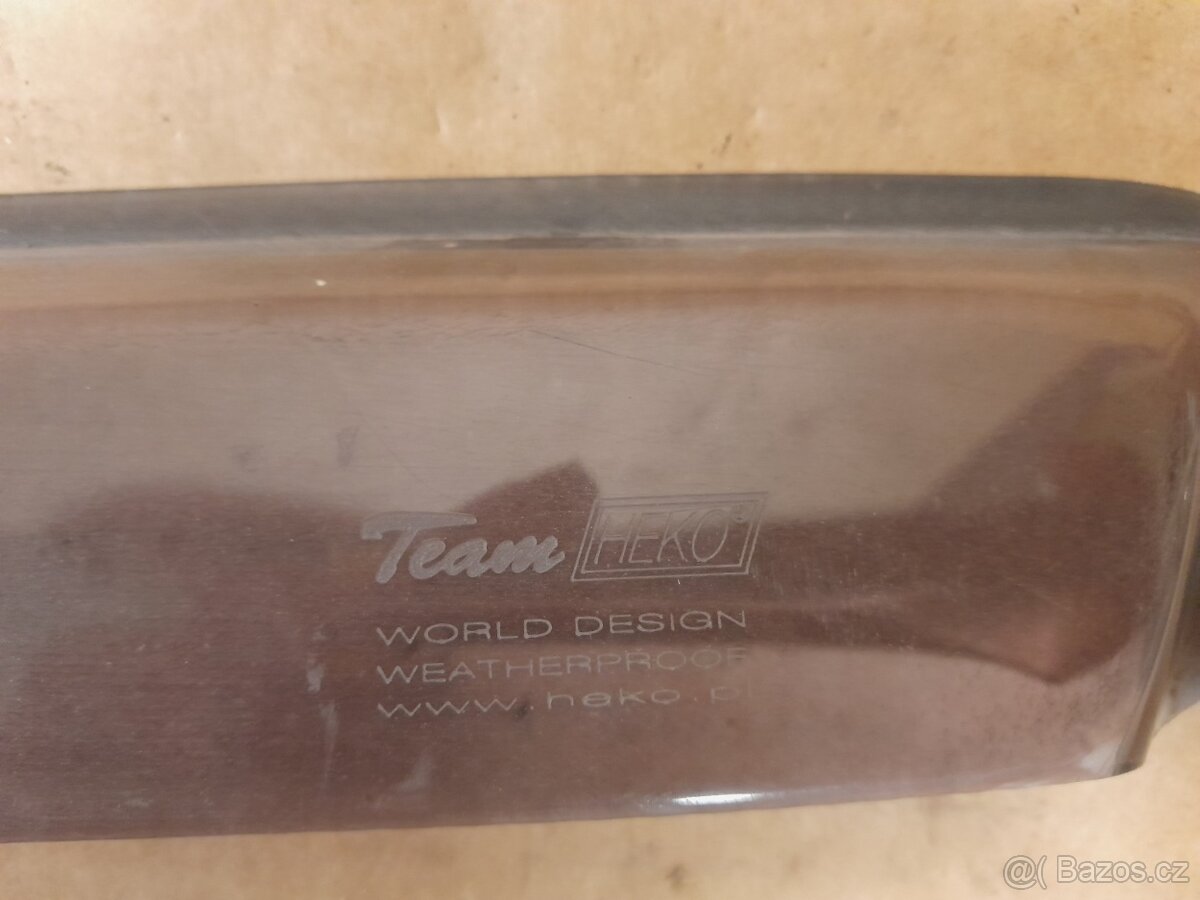 Team HEKO
WORLD DESIGN
WEATHERPROOF
www.heko.pl
@( Bazos.cz